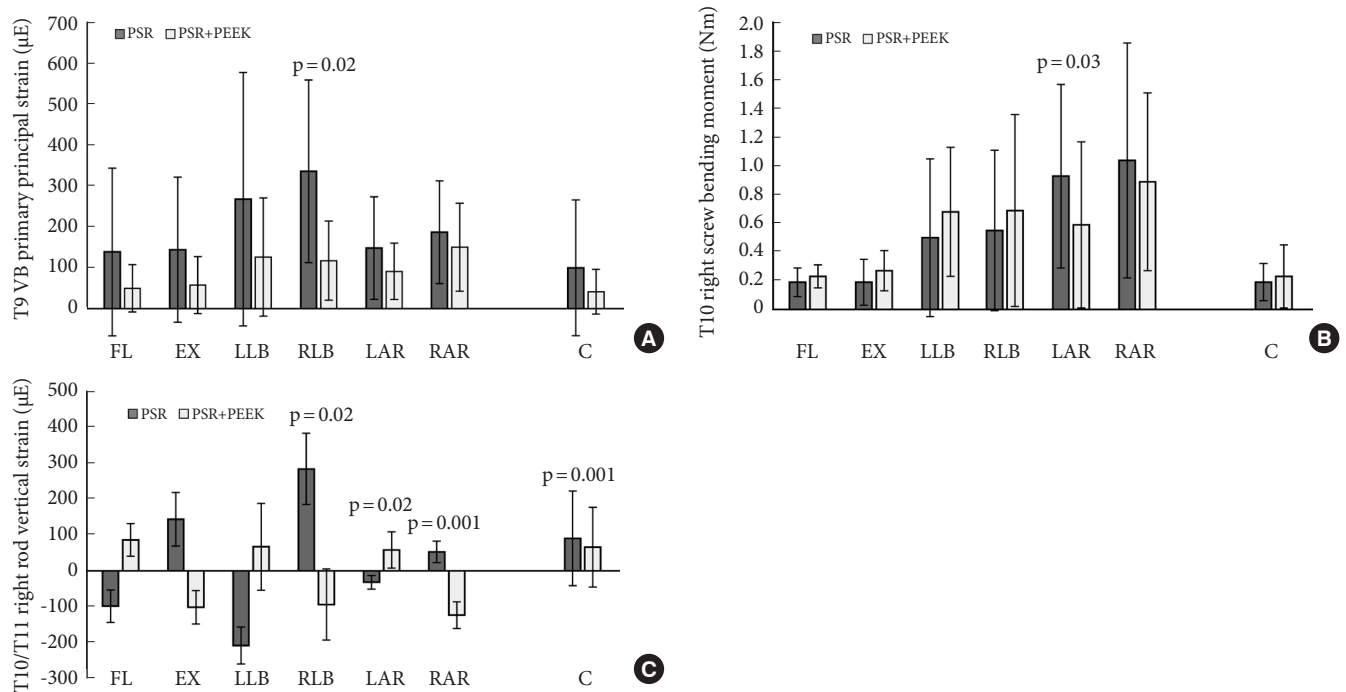 T9 VB primary principal strain (μE)
700
600
500
400
300
200
100
0
PSR PSR+PEEK
p=0.02
FL EX LLB RLB LAR RAR C
A
T10 right screw bending moment (Nm)
2.0
1.8
1.6
1.4
1.2
1.0
0.8
0.6
0.4
0.2
0
PSR PSR+PEEK
p=0.03
FL EX LLB RLB LAR RAR C
B
T10/T11 right rod vertical strain (μE)
500
400
300
200
100
0
-100
-200
-300
PSR PSR+PEEK
p=0.02
p=0.02
p=0.001
p=0.001
FL EX LLB RLB LAR RAR C
C